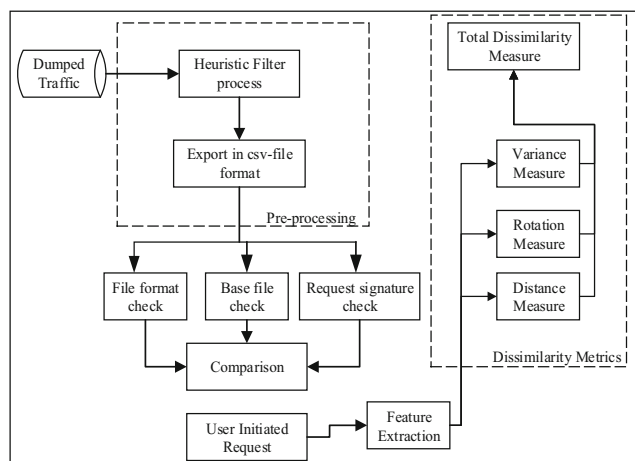 Dumped
Traffic
Heuristic Filter
process
Export in csv-file
format
Pre-processing
File format
check
Base file
check
Request signature
check
Comparison
User Initiated
Request
Feature
Extraction
Total Dissimilarity
Measure
Variance
Measure
Rotation
Measure
Distance
Measure
Dissimilarity Metrics